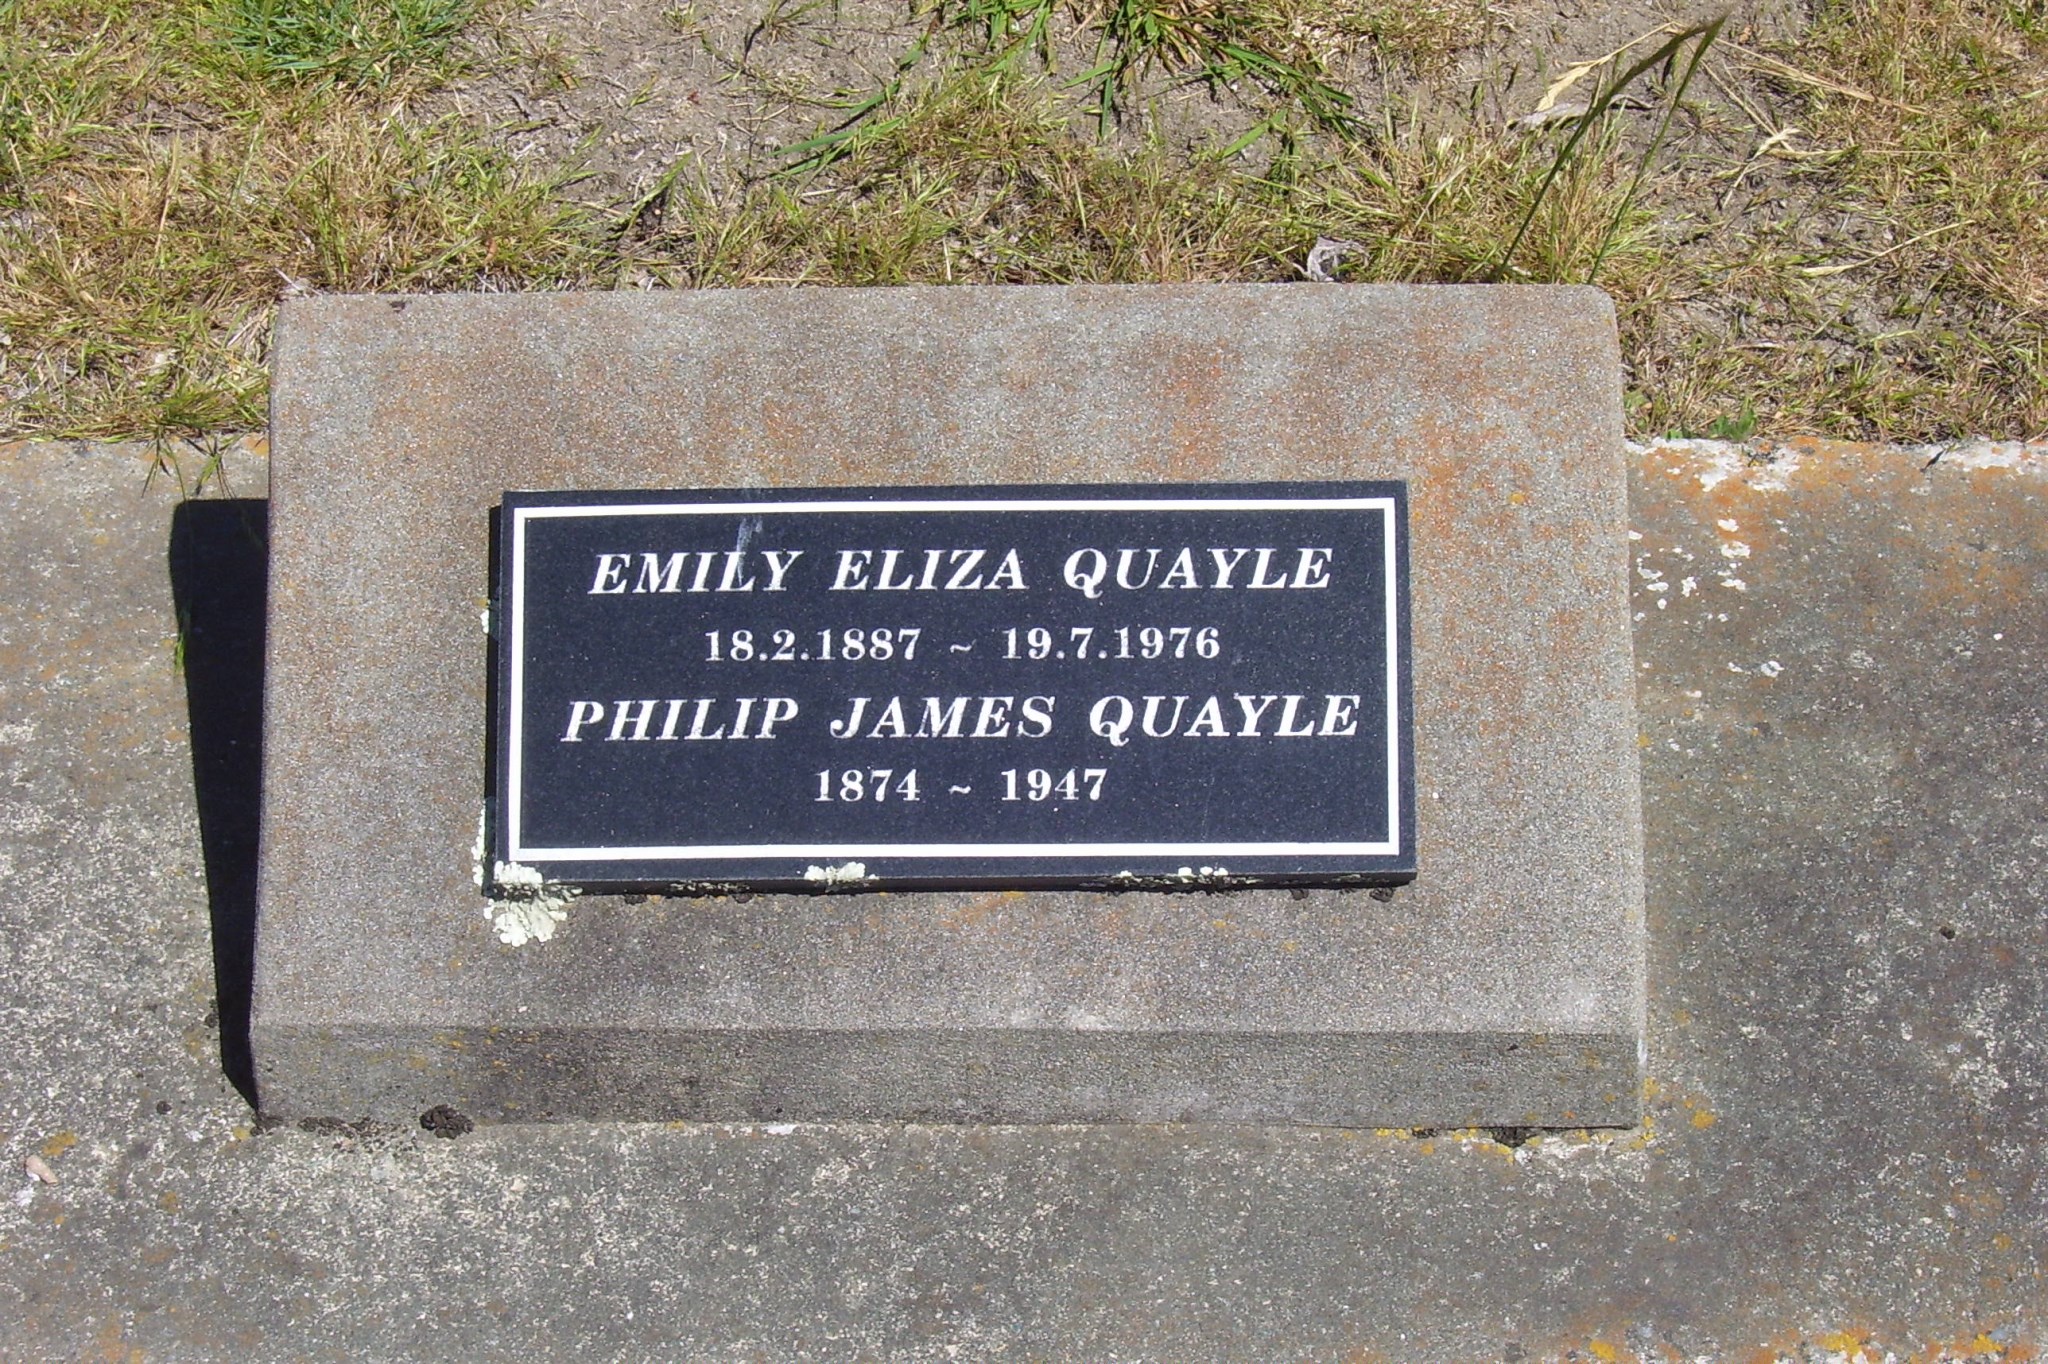 EMILY ELIZA QUAYLE
18.2.1887 ~ 19.7.1976
PHILIP JAMES QUAYLE
1874 ~ 1947